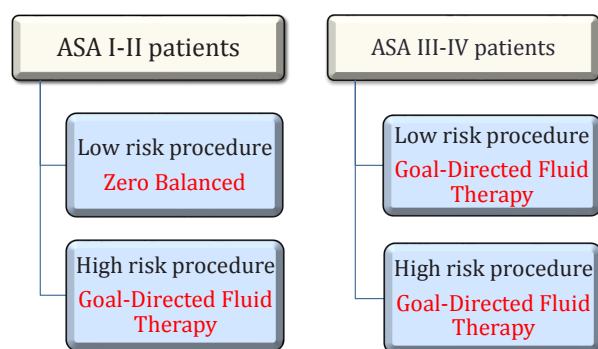 ASA I-II patients
Low risk procedure
Zero Balanced
High risk procedure
Goal-Directed Fluid
Therapy
ASA III-IV patients
Low risk procedure
Goal-Directed Fluid
Therapy
High risk procedure
Goal-Directed Fluid
Therapy